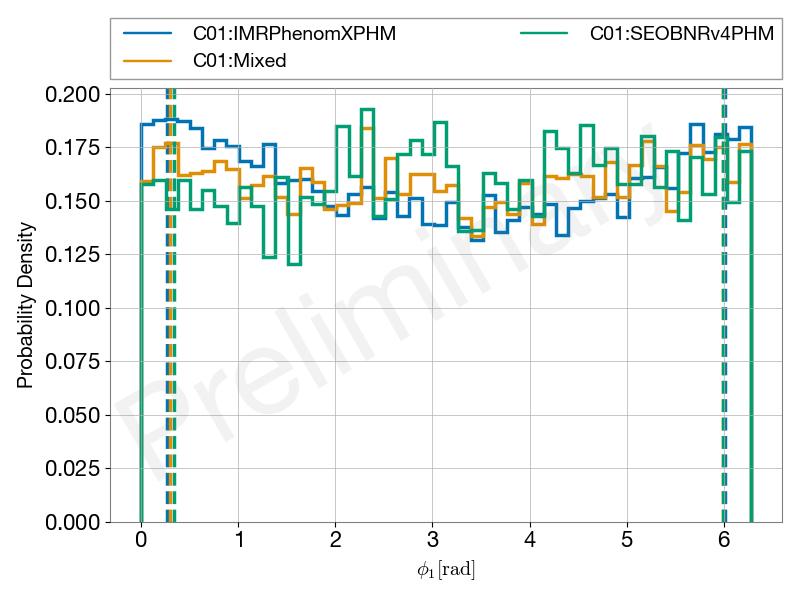 C01:IMRPhenomXPHM
C01:Mixed
C01:SEOBNRv4PHM
0.200
0.175
0.150
0.125
0.100
0.075
0.050
0.025
0.000
Probability Density
Preliminary
0 1 2 3 4 5 6
ϕ₁[rad]